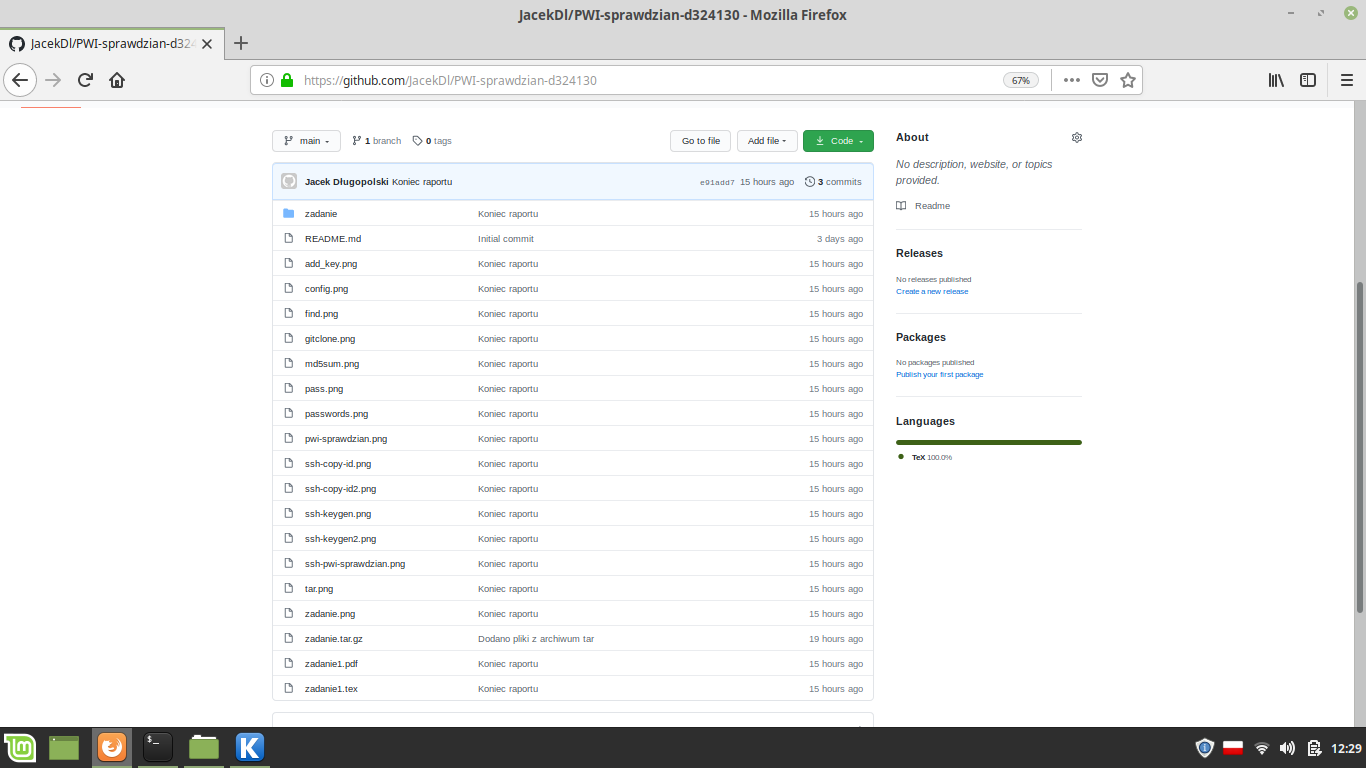 JacekDl/PWI-sprawdzian-d324130 - Mozilla Firefox
JacekDl/PWI-sprawdzian-d324
https://github.com/JacekDl/PWI-sprawdzian-d324130 67%
main 1 branch 0 tags Go to file Add file Code
Jacek Długopolski Koniec raportu e91add7 15 hours ago 3 commits
zadanie Koniec raportu 15 hours ago
README.md Initial commit 3 days ago
add_key.png Koniec raportu 15 hours ago
config.png Koniec raportu 15 hours ago
find.png Koniec raportu 15 hours ago
gitclone.png Koniec raportu 15 hours ago
md5sum.png Koniec raportu 15 hours ago
pass.png Koniec raportu 15 hours ago
passwords.png Koniec raportu 15 hours ago
pwi-sprawdzian.png Koniec raportu 15 hours ago
ssh-copy-id.png Koniec raportu 15 hours ago
ssh-copy-id2.png Koniec raportu 15 hours ago
ssh-keygen.png Koniec raportu 15 hours ago
ssh-keygen2.png Koniec raportu 15 hours ago
ssh-pwi-sprawdzian.png Koniec raportu 15 hours ago
tar.png Koniec raportu 15 hours ago
zadanie.png Koniec raportu 15 hours ago
zadanie.tar.gz Dodano pliki z archiwum tar 19 hours ago
zadanie1.pdf Koniec raportu 15 hours ago
zadanie1.tex Koniec raportu 15 hours ago
About
No description, website, or topics
provided.
Readme
Releases
No releases published
Create a new release
Packages
No packages published
Publish your first package
Languages
TeX 100.0%
12:29